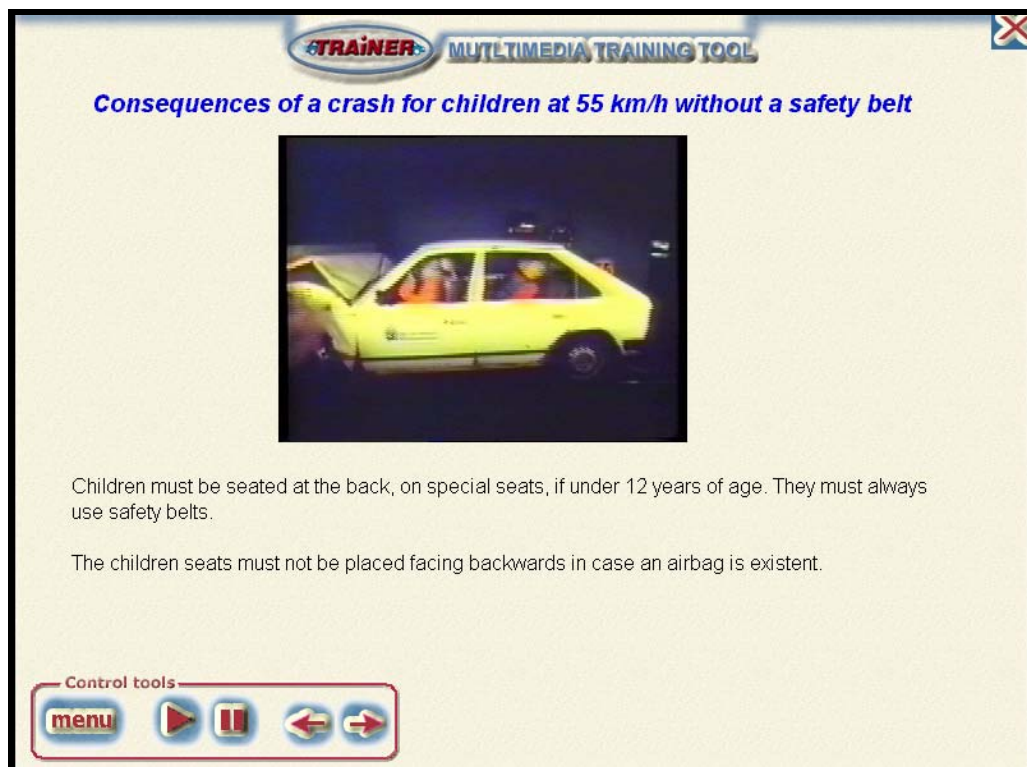 TRAiNER
MUTLTIMEDIA TRAINING TOOL
Consequences of a crash for children at 55 km/h without a safety belt
Children must be seated at the back, on special seats, if under 12 years of age. They must always
use safety belts.
The children seats must not be placed facing backwards in case an airbag is existent.
Control tools
menu